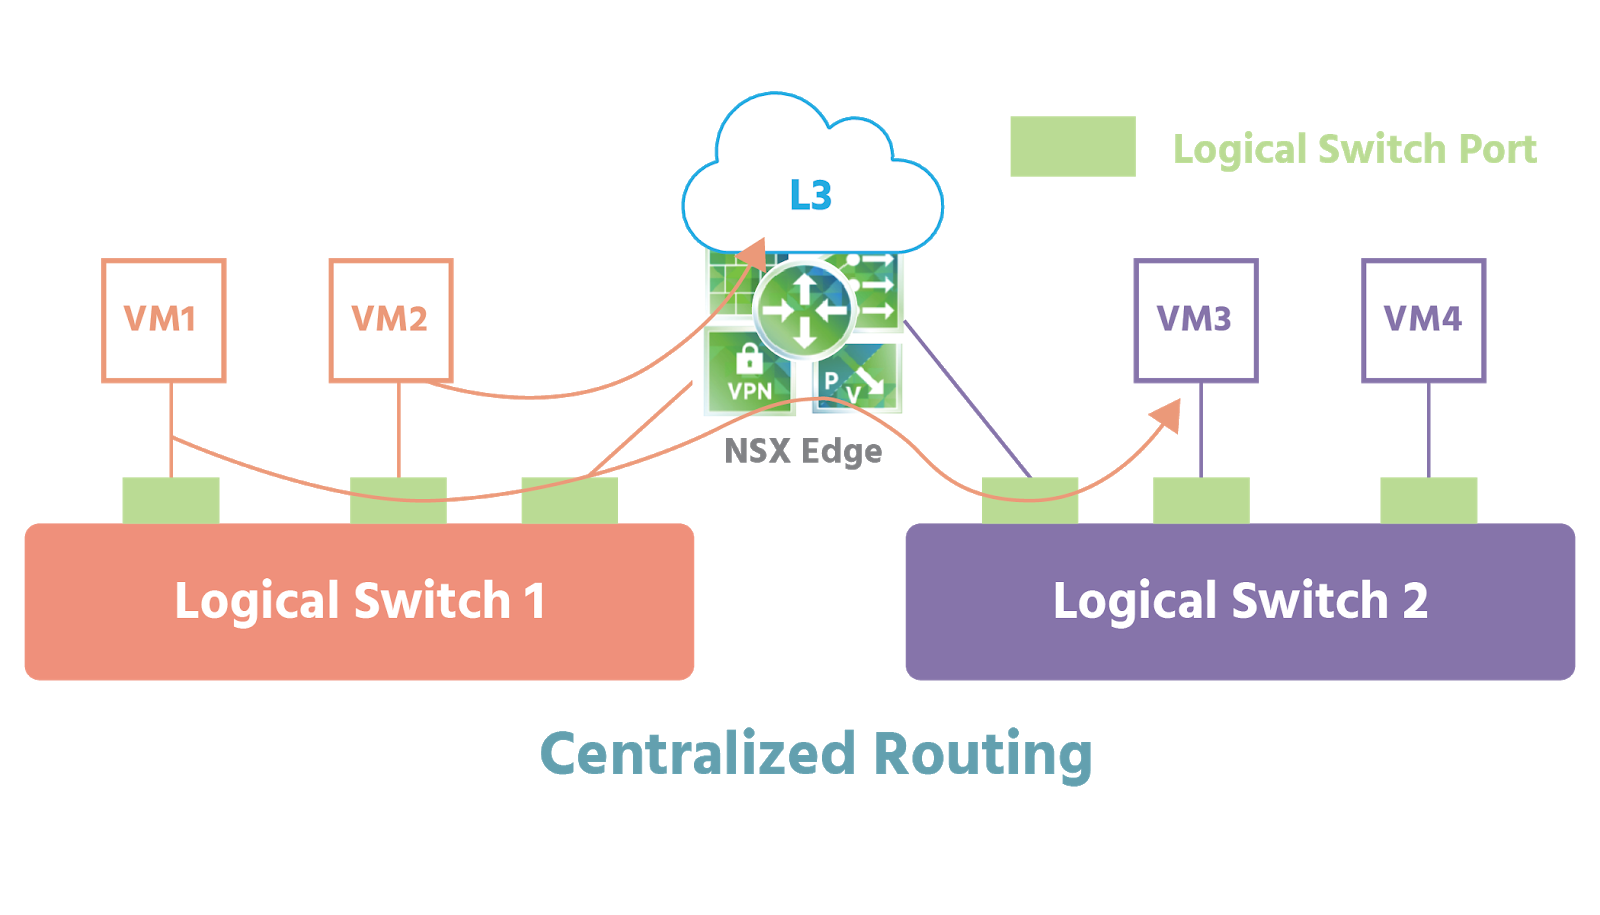 L3
Logical Switch Port
VM1
VM2
VM3
VM4
VPN
P
V
NSX Edge
Logical Switch 1
Logical Switch 2
Centralized Routing